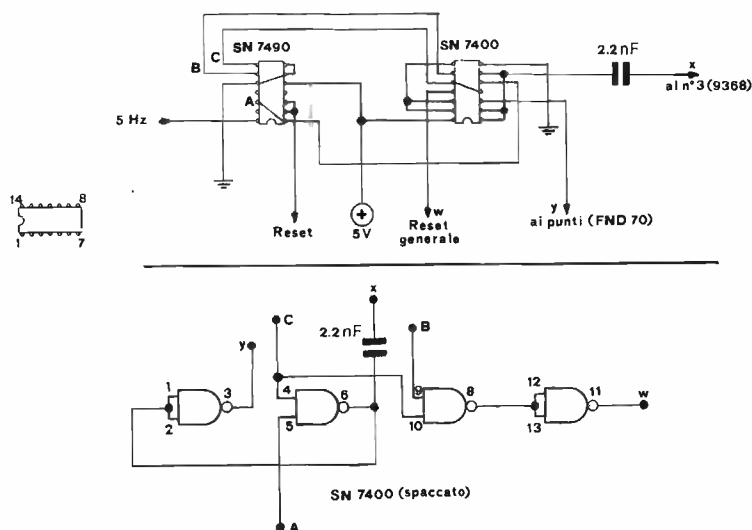 SN 7490
SN 7400
C
B
A
5 Hz
2.2 nF
x
al n°3 (9368)
Reset
5V
w
Reset
generale
y
ai punti (FND 70)
14 8
1 7
x
C
2.2 nF
B
y
1
2
3
4
5
6
9
10
8
12
13
11
w
SN 7400 (spaccato)
A